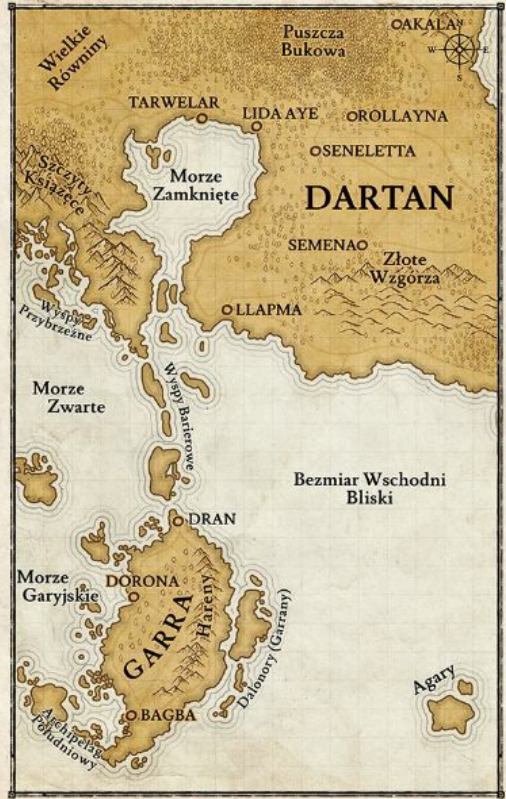 Wielkie
Równiny
Puszcza
Bukowa
AKALA
N
W
E
S
TARWELAR
LIDA AYE
ROLLAYNA
SENELETTA
Szczyty
Książęce
Morze
Zamknięte
DARTAN
SEMENA
Złote
Wzgórza
LLAPMA
Wyspy
Przybrzeżne
Wyspy Barierowe
Morze
Zwarte
Bezmiar Wschodni
Bliski
DRAN
Morze
Garyjskie
DORONA
GARRA
Hareny
Dalonory (Garrany)
Agary
BAGBA
Archipelag
Południowy